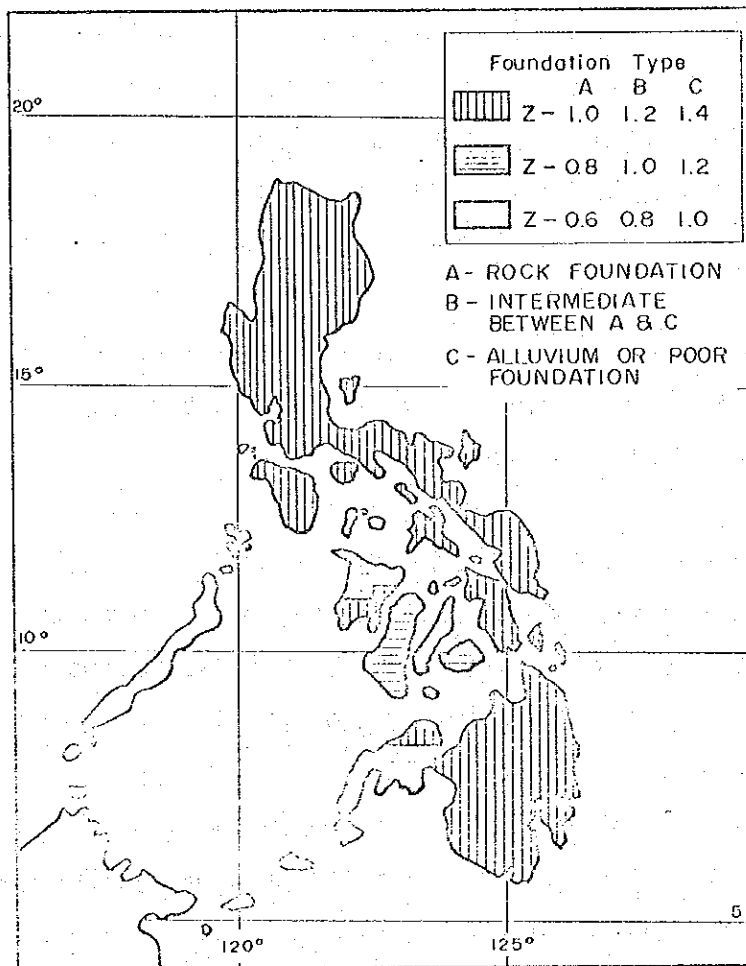 Foundation Type
A B C
Z - 1.0 1.2 1.4
Z - 0.8 1.0 1.2
Z - 0.6 0.8 1.0
A - ROCK FOUNDATION
B - INTERMEDIATE
BETWEEN A & C
C - ALLUVIUM OR POOR
FOUNDATION
20°
15°
10°
5
120°
125°